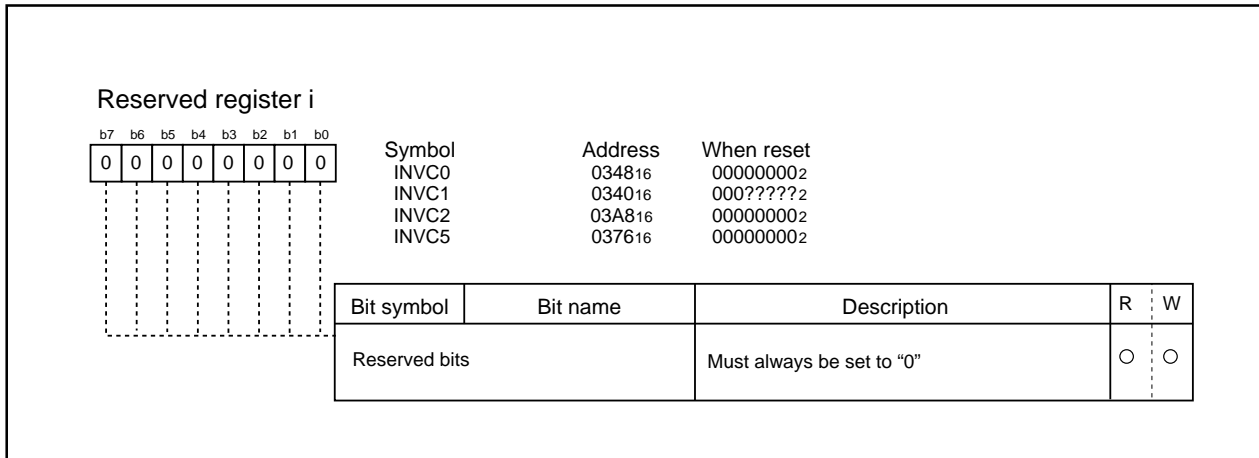 Reserved register i
b7 b6 b5 b4 b3 b2 b1 b0
0 0 0 0 0 0 0 0
Symbol Address When reset
INVC0 034816 000000002
INVC1 034016 000?????2
INVC2 03A816 000000002
INVC5 037616 000000002
Bit symbol Bit name Description R W
Reserved bits Must always be set to “0” ○ ○